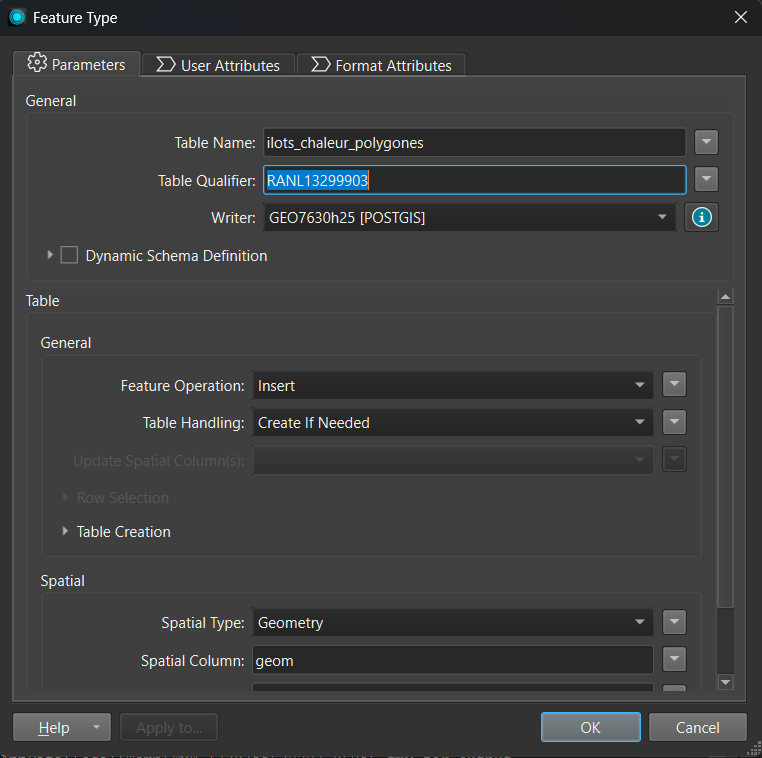 Feature Type
Parameters
User Attributes
Format Attributes
General
Table Name: ilots_chaleur_polygones
Table Qualifier: RANL13299903
Writer: GEO7630h25 [POSTGIS]
Dynamic Schema Definition
Table
General
Feature Operation: Insert
Table Handling: Create If Needed
Update Spatial Column(s):
Row Selection
Table Creation
Spatial
Spatial Type: Geometry
Spatial Column: geom
Help
Apply to...
OK
Cancel